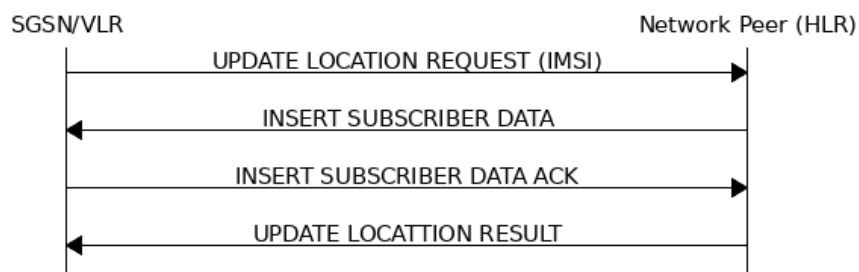 SGSN/VLR Network Peer (HLR)
UPDATE LOCATION REQUEST (IMSI)
INSERT SUBSCRIBER DATA
INSERT SUBSCRIBER DATA ACK
UPDATE LOCATTION RESULT